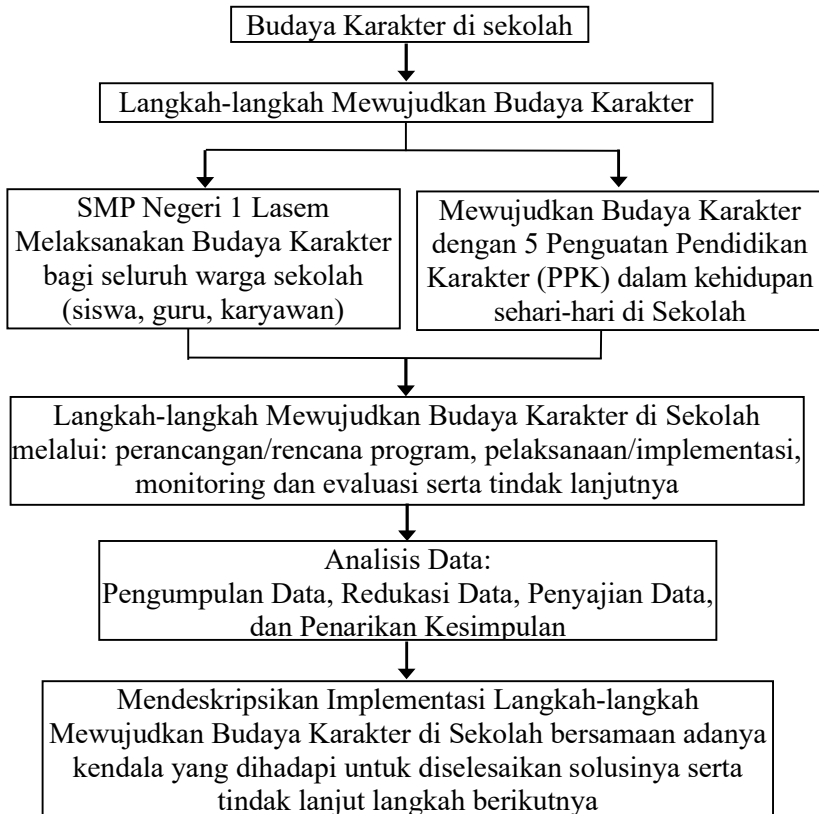 Budaya Karakter di sekolah
Langkah-langkah Mewujudkan Budaya Karakter
SMP Negeri 1 Lasem
Melaksanakan Budaya Karakter
bagi seluruh warga sekolah
(siswa, guru, karyawan)
Mewujudkan Budaya Karakter
dengan 5 Penguatan Pendidikan
Karakter (PPK) dalam kehidupan
sehari-hari di Sekolah
Langkah-langkah Mewujudkan Budaya Karakter di Sekolah
melalui: perancangan/rencana program, pelaksanaan/implementasi,
monitoring dan evaluasi serta tindak lanjutnya
Analisis Data:
Pengumpulan Data, Redukasi Data, Penyajian Data,
dan Penarikan Kesimpulan
Mendeskripsikan Implementasi Langkah-langkah
Mewujudkan Budaya Karakter di Sekolah bersamaan adanya
kendala yang dihadapi untuk diselesaikan solusinya serta
tindak lanjut langkah berikutnya